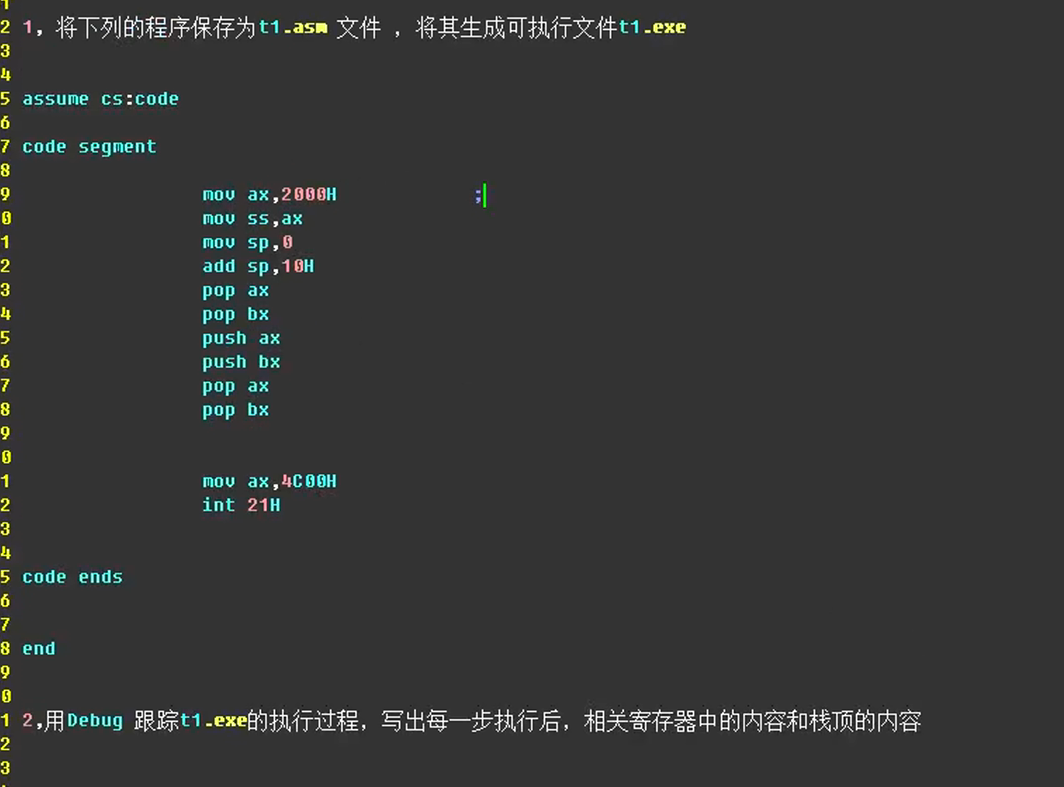 1
2 1，将下列的程序保存为t1.asm 文件 ，将其生成可执行文件t1.exe
3
4
5 assume cs:code
6
7 code segment
8
9 mov ax,2000H ;
0 mov ss,ax
1 mov sp,0
2 add sp,10H
3 pop ax
4 pop bx
5 push ax
6 push bx
7 pop ax
8 pop bx
9
0
1 mov ax,4C00H
2 int 21H
3
4
5 code ends
6
7
8 end
9
0
1 2,用Debug 跟踪t1.exe的执行过程，写出每一步执行后，相关寄存器中的内容和栈顶的内容
2
3